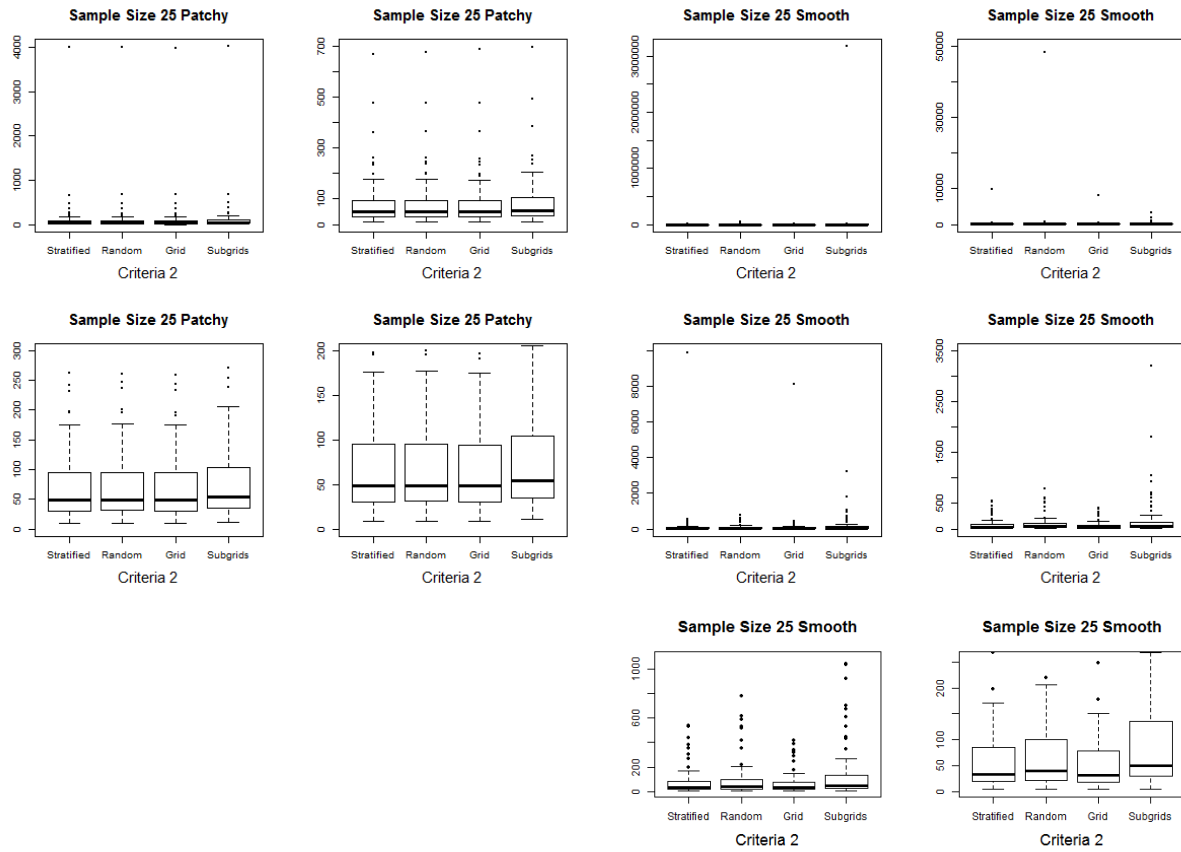 Sample Size 25 Patchy
4000
3000
2000
1000
0
Stratified Random Grid Subgrids
Criteria 2
Sample Size 25 Patchy
700
500
300
100
0
Stratified Random Grid Subgrids
Criteria 2
Sample Size 25 Smooth
3000000
2000000
1000000
0
Stratified Random Grid Subgrids
Criteria 2
Sample Size 25 Smooth
50000
30000
10000
0
Stratified Random Grid Subgrids
Criteria 2
Sample Size 25 Patchy
300
250
200
150
100
50
0
Stratified Random Grid Subgrids
Criteria 2
Sample Size 25 Patchy
200
150
100
50
0
Stratified Random Grid Subgrids
Criteria 2
Sample Size 25 Smooth
8000
6000
4000
2000
0
Stratified Random Grid Subgrids
Criteria 2
Sample Size 25 Smooth
3500
2500
1500
500
0
Stratified Random Grid Subgrids
Criteria 2
Sample Size 25 Smooth
1000
600
200
0
Stratified Random Grid Subgrids
Criteria 2
Sample Size 25 Smooth
200
100
50
0
Stratified Random Grid Subgrids
Criteria 2